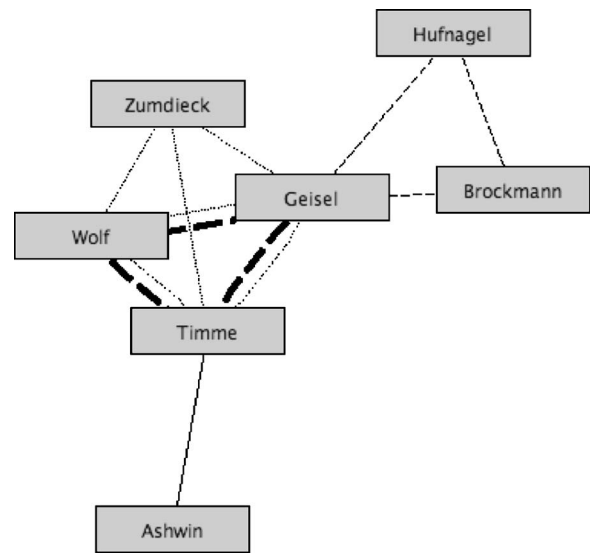 Hufnagel
Zumdieck
Geisel
Brockmann
Wolf
Timme
Ashwin